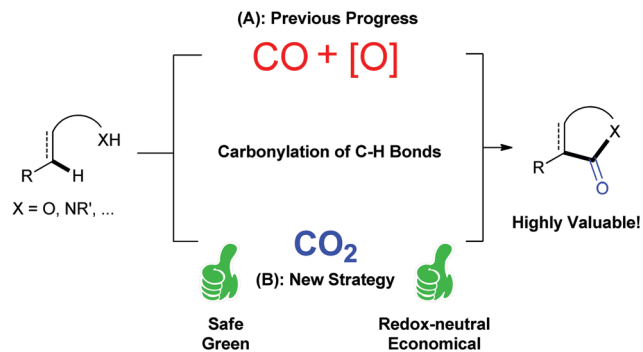 (A): Previous Progress
CO + [O]
XH
R
H
X = O, NR', ...
Carbonylation of C-H Bonds
X
R
O
Highly Valuable!
CO2
(B): New Strategy
Safe
Green
Redox-neutral
Economical